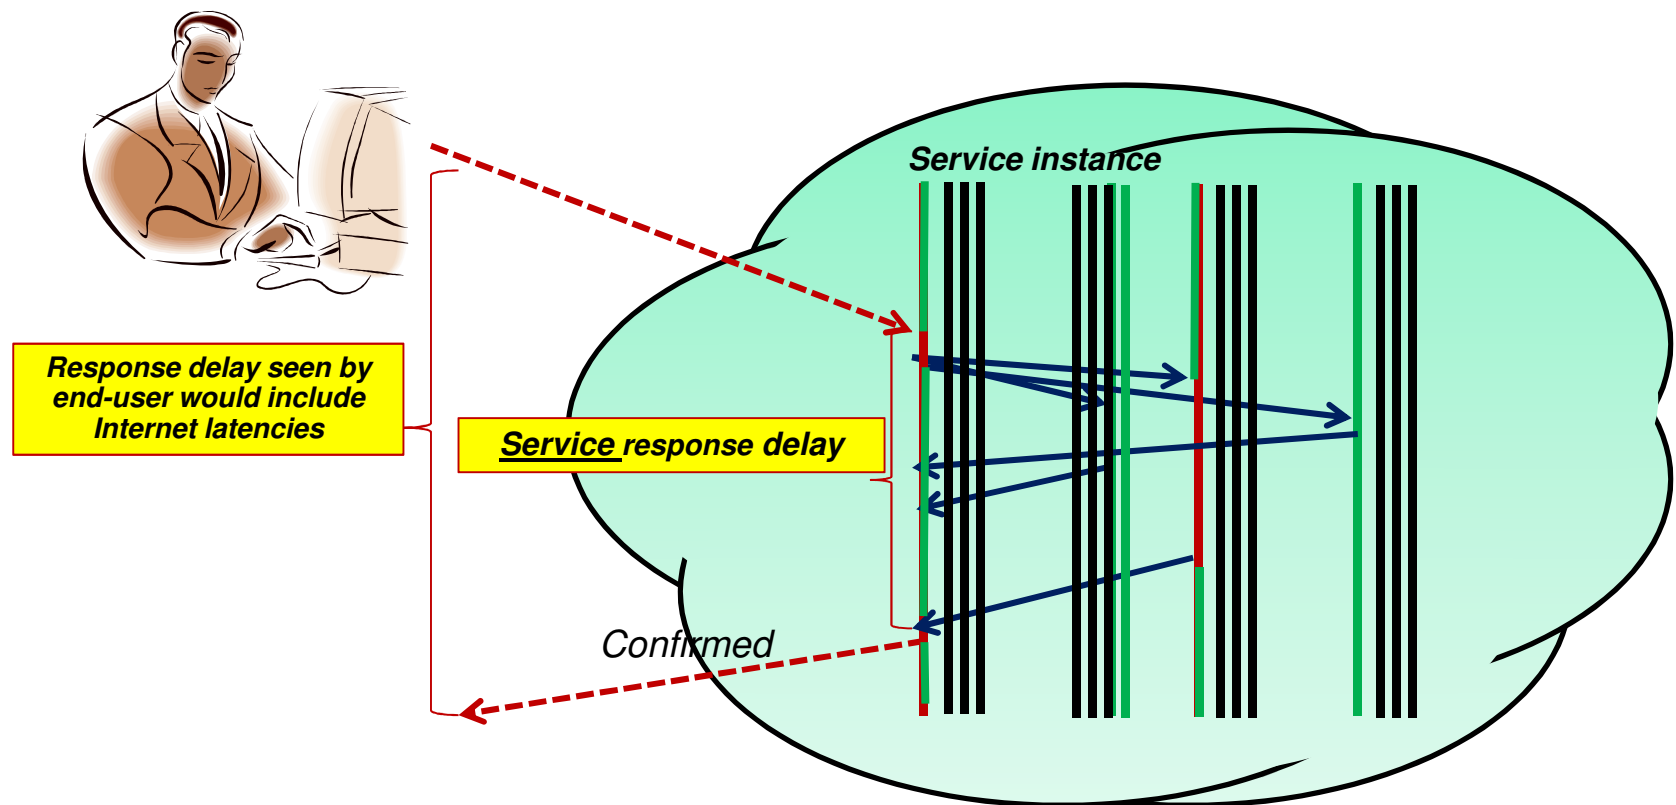 Service instance
Response delay seen by
end-user would include
Internet latencies
Service response delay
Confirmed